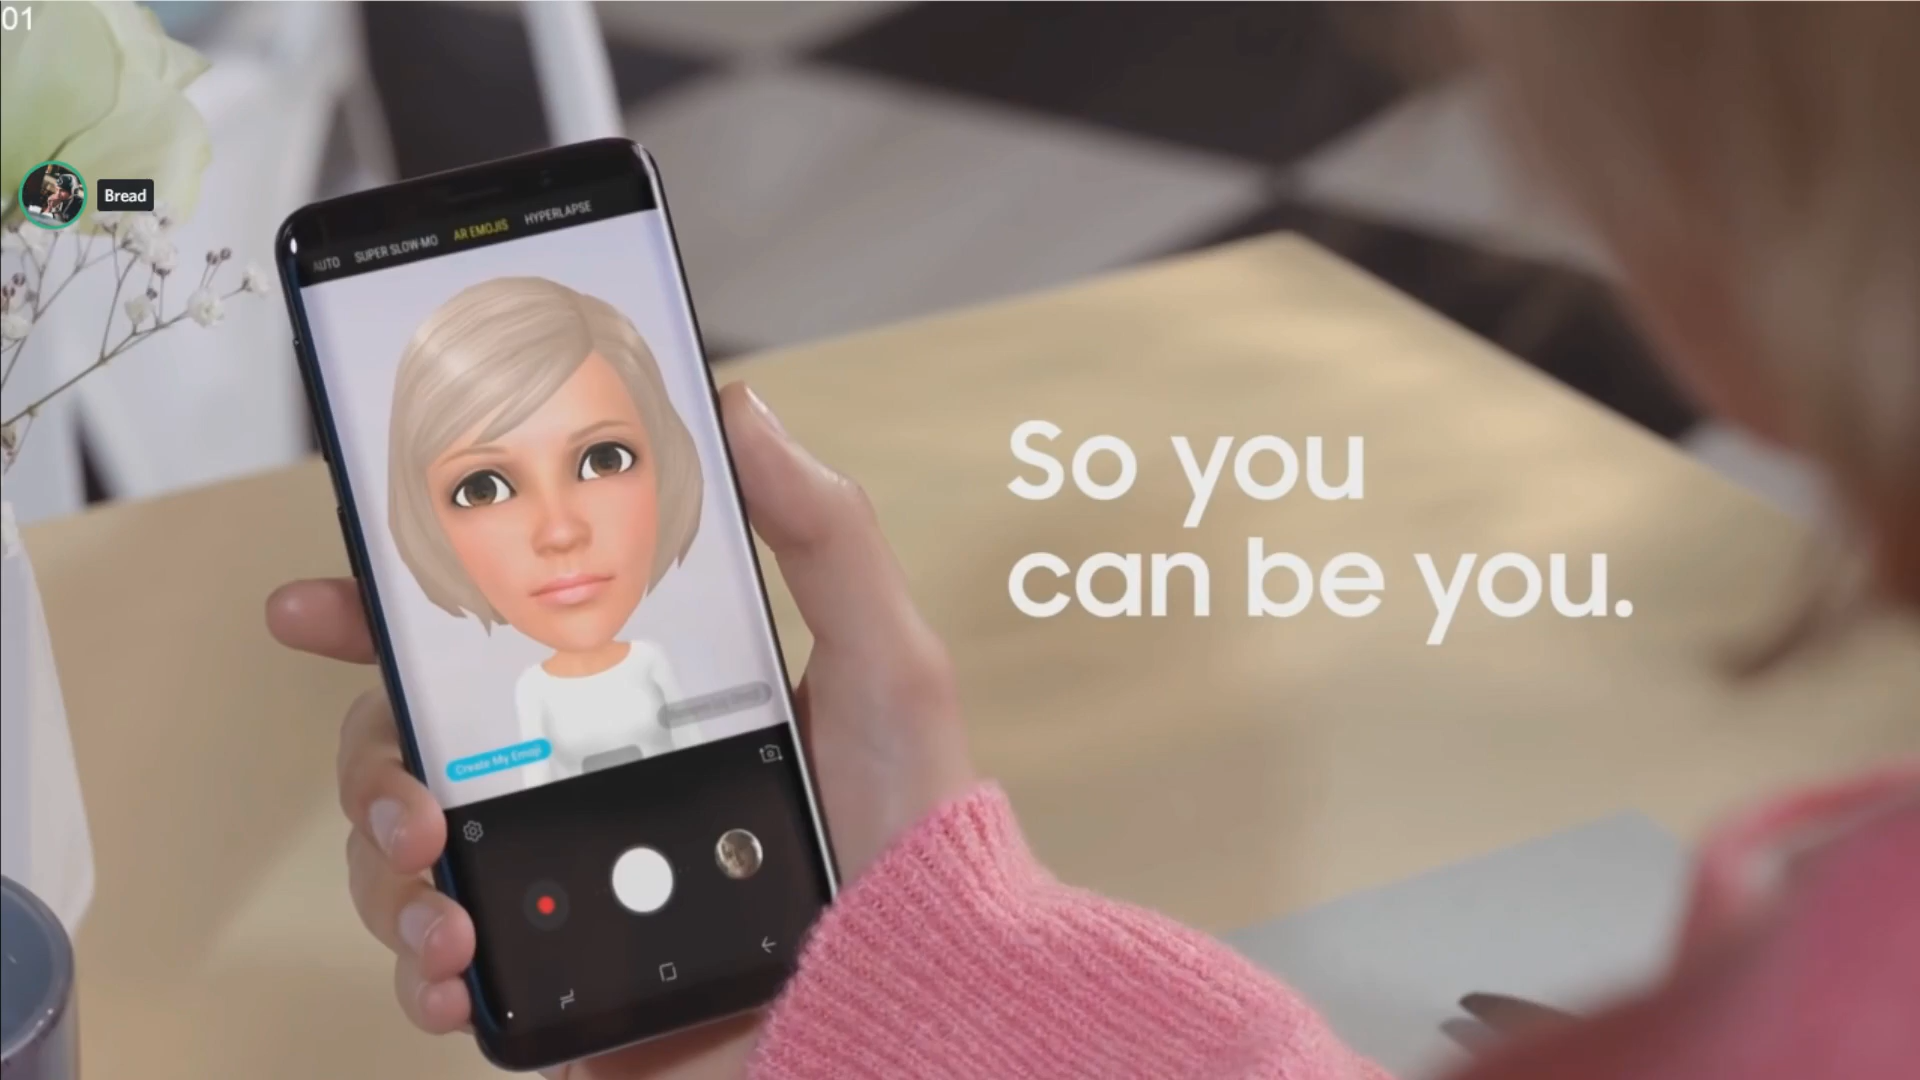 01
Bread
AUTO SUPER SLOW-MO AR EMOJIS HYPERLAPSE
So you
can be you.
Create My Emoji